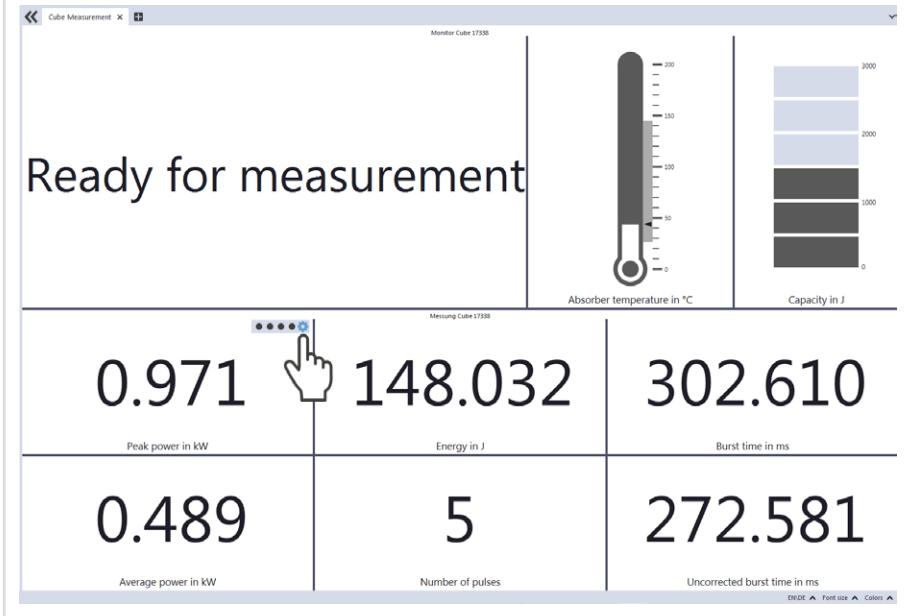 Cube Measurement
Monitor Cube 17338
Ready for measurement
200
150
100
50
0
Absorber temperature in °C
3000
2000
1000
0
Capacity in J
Messung Cube 17338
0.971
Peak power in kW
148.032
Energy in J
302.610
Burst time in ms
0.489
Average power in kW
5
Number of pulses
272.581
Uncorrected burst time in ms
EN\DE Font size Colors